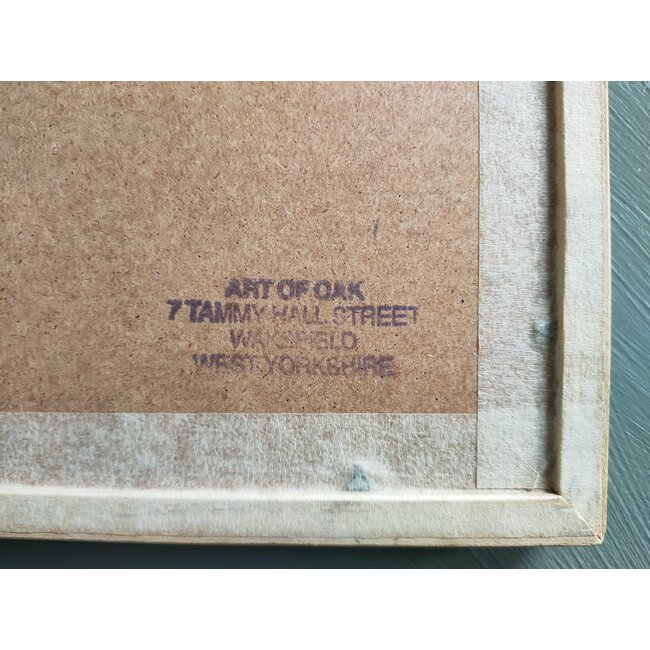 ART OF OAK
7 TAMMY HALL STREET
WAKEFIELD
WEST YORKSHIRE